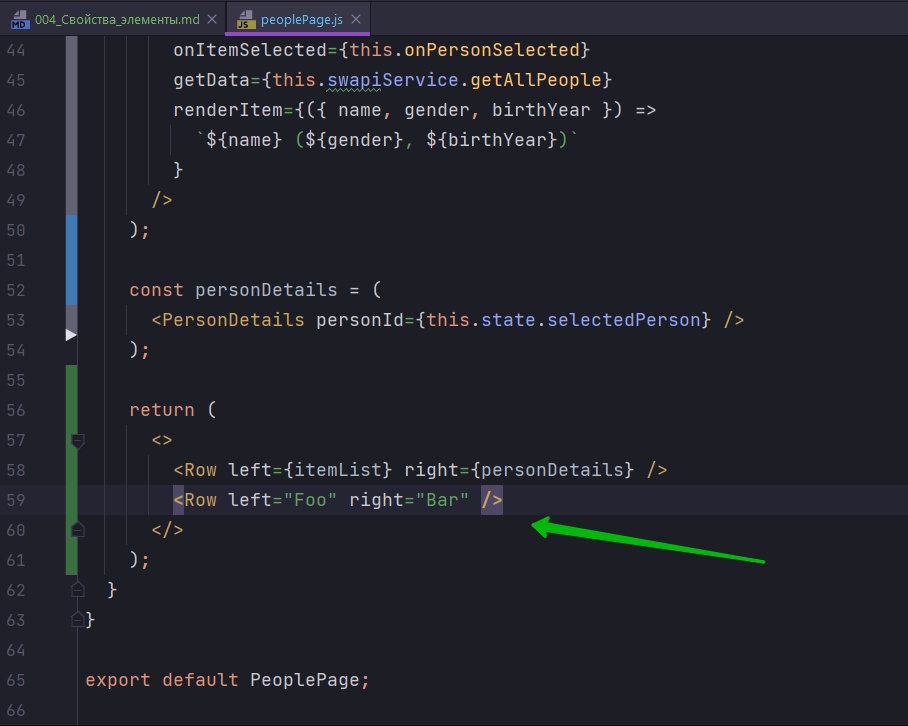 MD 004_Свойства_элементы.md JS peoplePage.js
44 onItemSelected={this.onPersonSelected}
45 getData={this.swapiService.getAllPeople}
46 renderItem={({ name, gender, birthYear }) =>
47 `${name} (${gender}, ${birthYear})`
48 }
49 />
50 );
51
52 const personDetails = (
53 <PersonDetails personId={this.state.selectedPerson} />
54 );
55
56 return (
57 <>
58 <Row left={itemList} right={personDetails} />
59 <Row left="Foo" right="Bar" />
60 </>
61 );
62 }
63 }
64
65 export default PeoplePage;
66